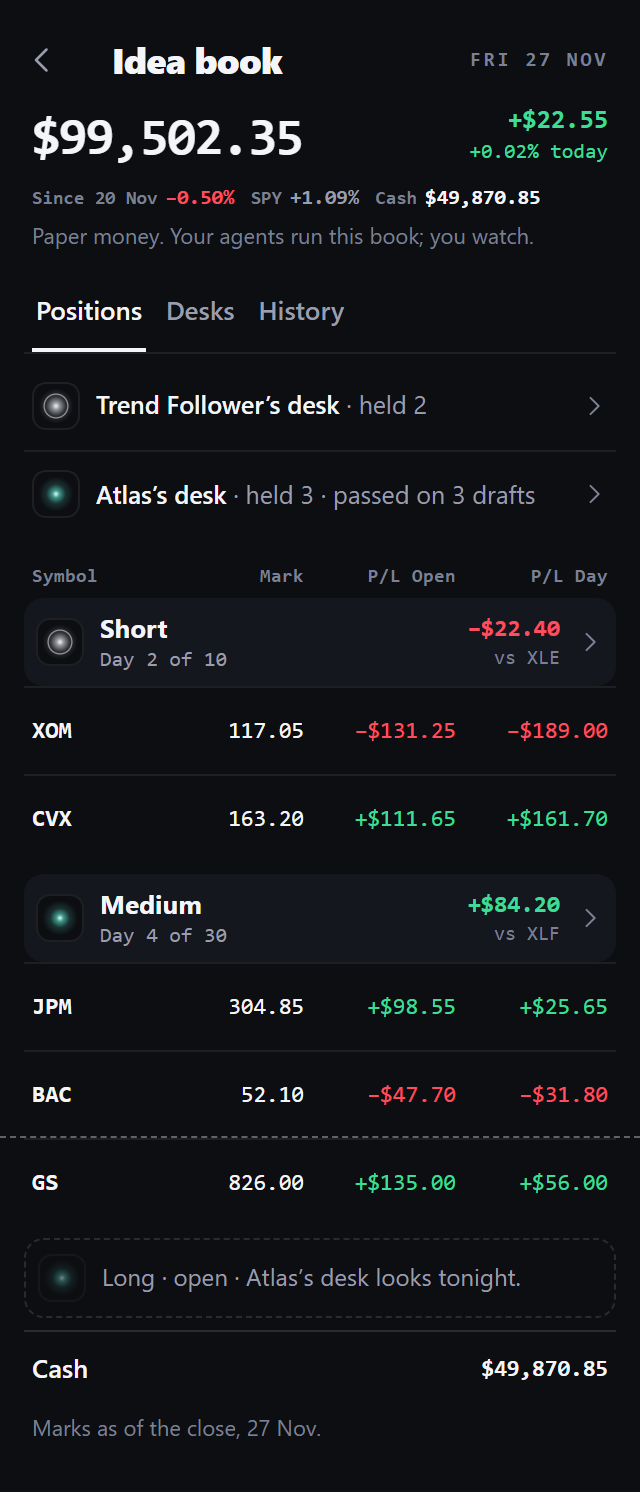 Idea book FRI 27 NOV
$99,502.35 +$22.55
+0.02% today
Since 20 Nov −0.50% SPY +1.09% Cash $49,870.85
Paper money. Your agents run this book; you watch.
Positions Desks History
Trend Follower’s desk · held 2
Atlas’s desk · held 3 · passed on 3 drafts
Symbol Mark P/L Open P/L Day
Short −$22.40
Day 2 of 10 vs XLE
XOM 117.05 −$131.25 −$189.00
CVX 163.20 +$111.65 +$161.70
Medium +$84.20
Day 4 of 30 vs XLF
JPM 304.85 +$98.55 +$25.65
BAC 52.10 −$47.70 −$31.80
GS 826.00 +$135.00 +$56.00
Long · open · Atlas’s desk looks tonight.
Cash $49,870.85
Marks as of the close, 27 Nov.